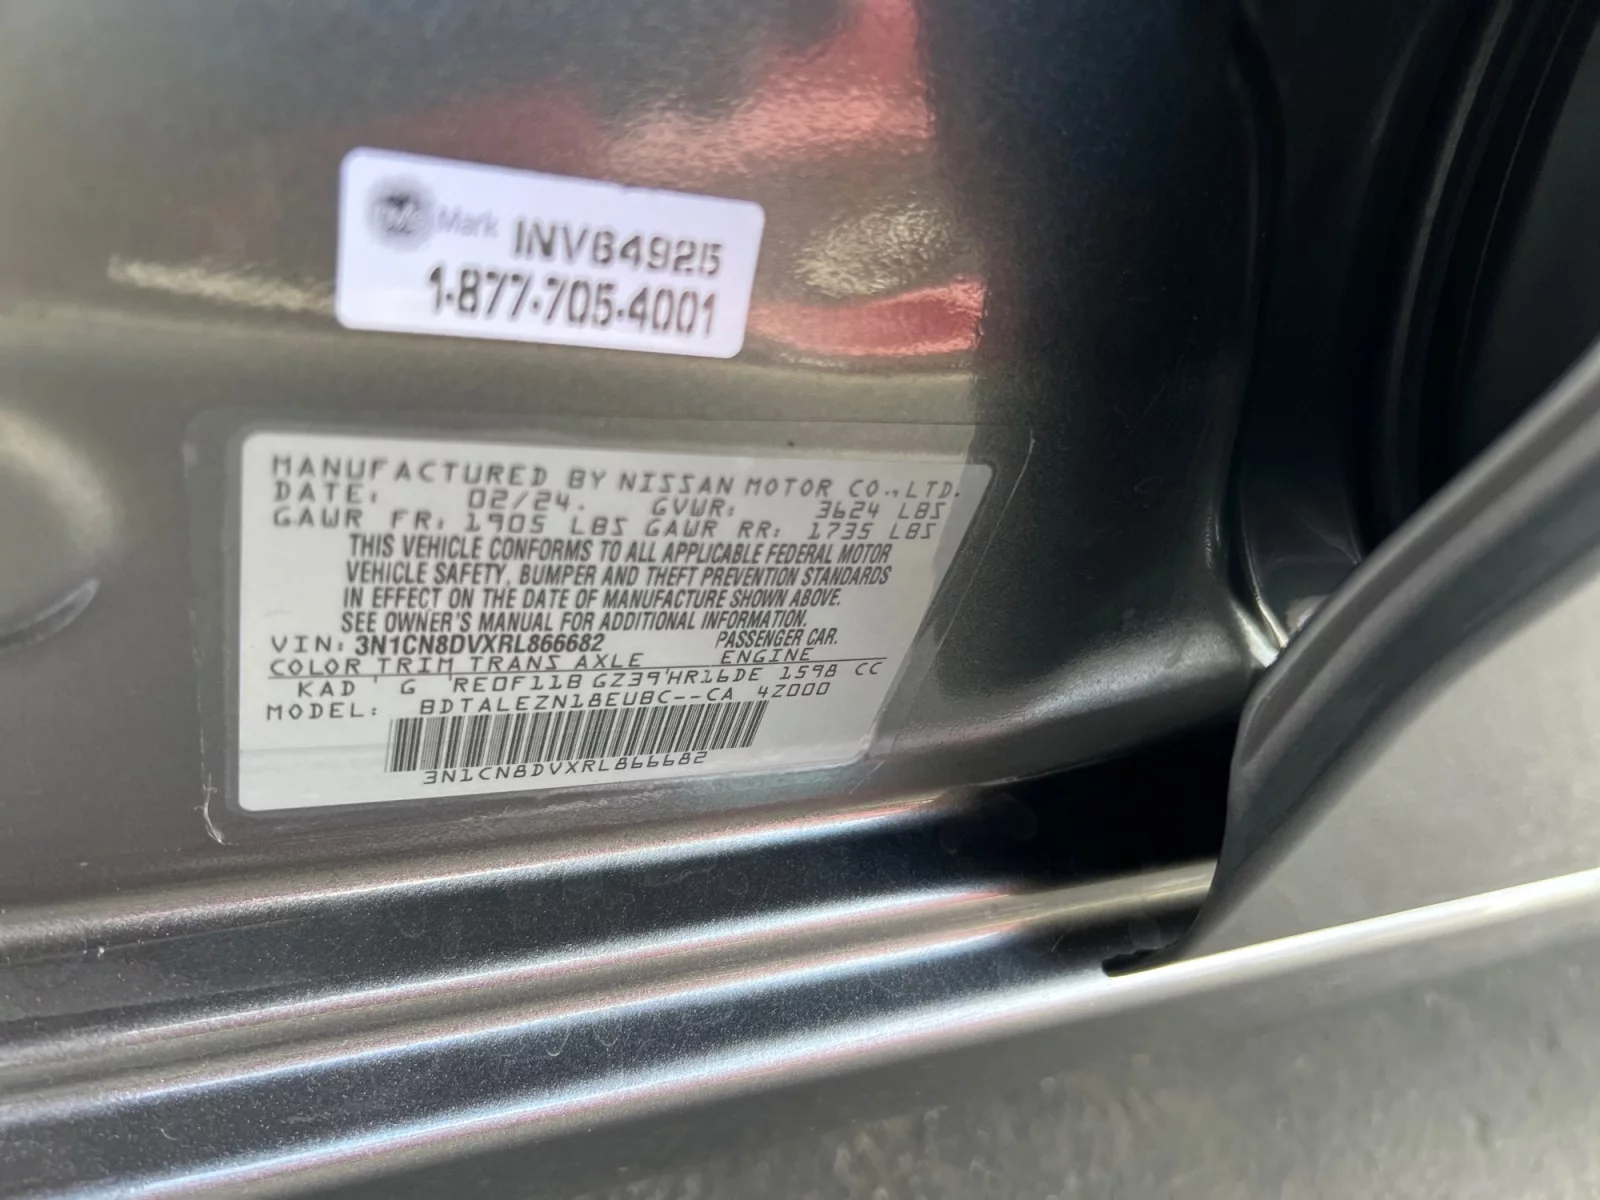 Mark INV649215
1-877-705-4001
MANUFACTURED BY NISSAN MOTOR CO., LTD.
DATE: 02/24. GVWR: 3624 LBS
GAWR FR: 1905 LBS GAWR RR: 1735 LBS
THIS VEHICLE CONFORMS TO ALL APPLICABLE FEDERAL MOTOR
VEHICLE SAFETY, BUMPER AND THEFT PREVENTION STANDARDS
IN EFFECT ON THE DATE OF MANUFACTURE SHOWN ABOVE.
SEE OWNER'S MANUAL FOR ADDITIONAL INFORMATION.
VIN: 3N1CN8DVXRL866682 PASSENGER CAR.
COLOR TRIM TRANS AXLE ENGINE
KAD ' G 'RE0F11B GZ39'HR16DE 1598 CC
MODEL: BDTALEZN18EUBC--CA 4Z000
3N1CN8DVXRL866682